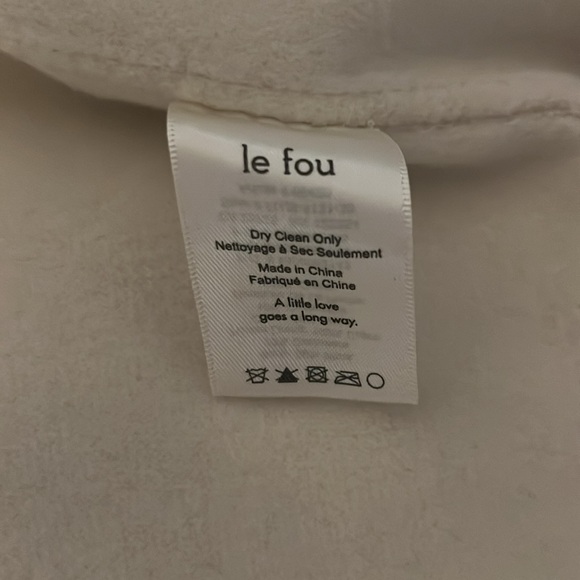 le fou
Dry Clean Only
Nettoyage à Sec Seulement
Made in China
Fabriqué en Chine
A little love
goes a long way.